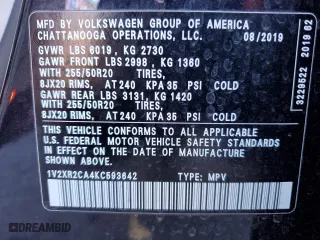 MFD BY VOLKSWAGEN GROUP OF AMERICA
CHATTANOOGA OPERATIONS, LLC. 08/2019
GVWR LBS 6019, KG 2730
GAWR FRONT LBS 2998, KG 1360
WITH 255/50R20 TIRES,
8JX20 RIMS, AT 240 KPA 35 PSI COLD
GAWR REAR LBS 3131, KG 1420
WITH 255/50R20 TIRES,
8JX20 RIMS, AT 240 KPA 35 PSI COLD
THIS VEHICLE CONFORMS TO ALL APPLICABLE
U.S. FEDERAL MOTOR VEHICLE SAFETY STANDARDS
IN EFFECT ON THE DATE OF MANUFACTURE
SHOWN ABOVE.
1V2XR2CA4KC593642 TYPE: MPV
3229522 2019 62